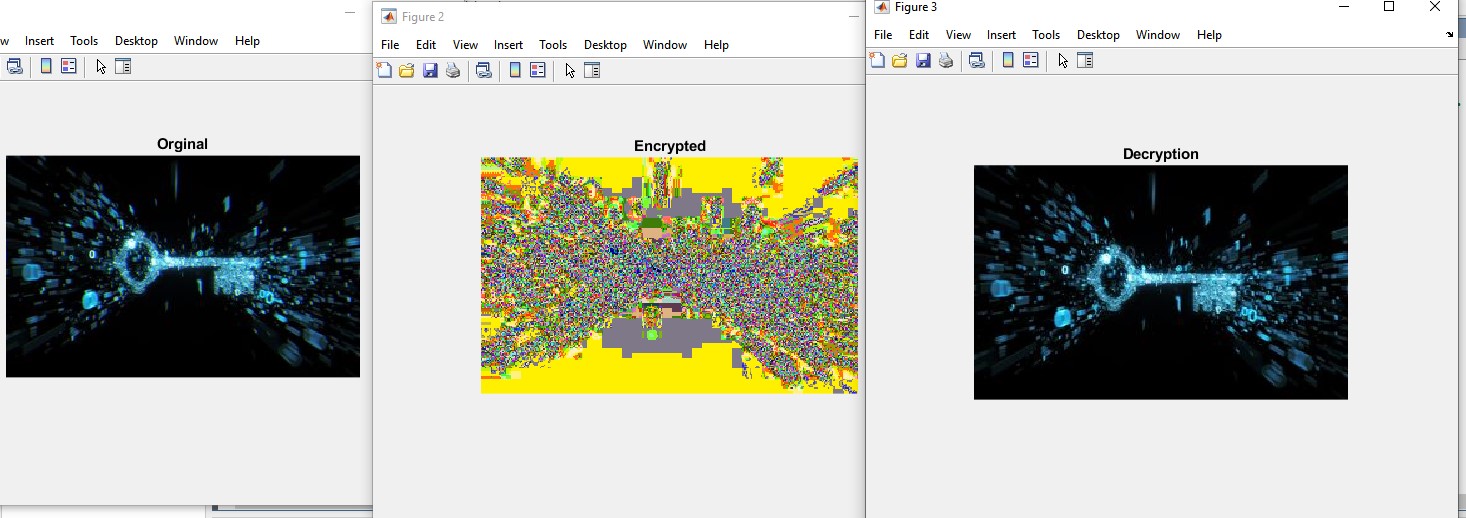 w Insert Tools Desktop Window Help
Orginal
Figure 2
File Edit View Insert Tools Desktop Window Help
Encrypted
Figure 3
File Edit View Insert Tools Desktop Window Help
Decryption